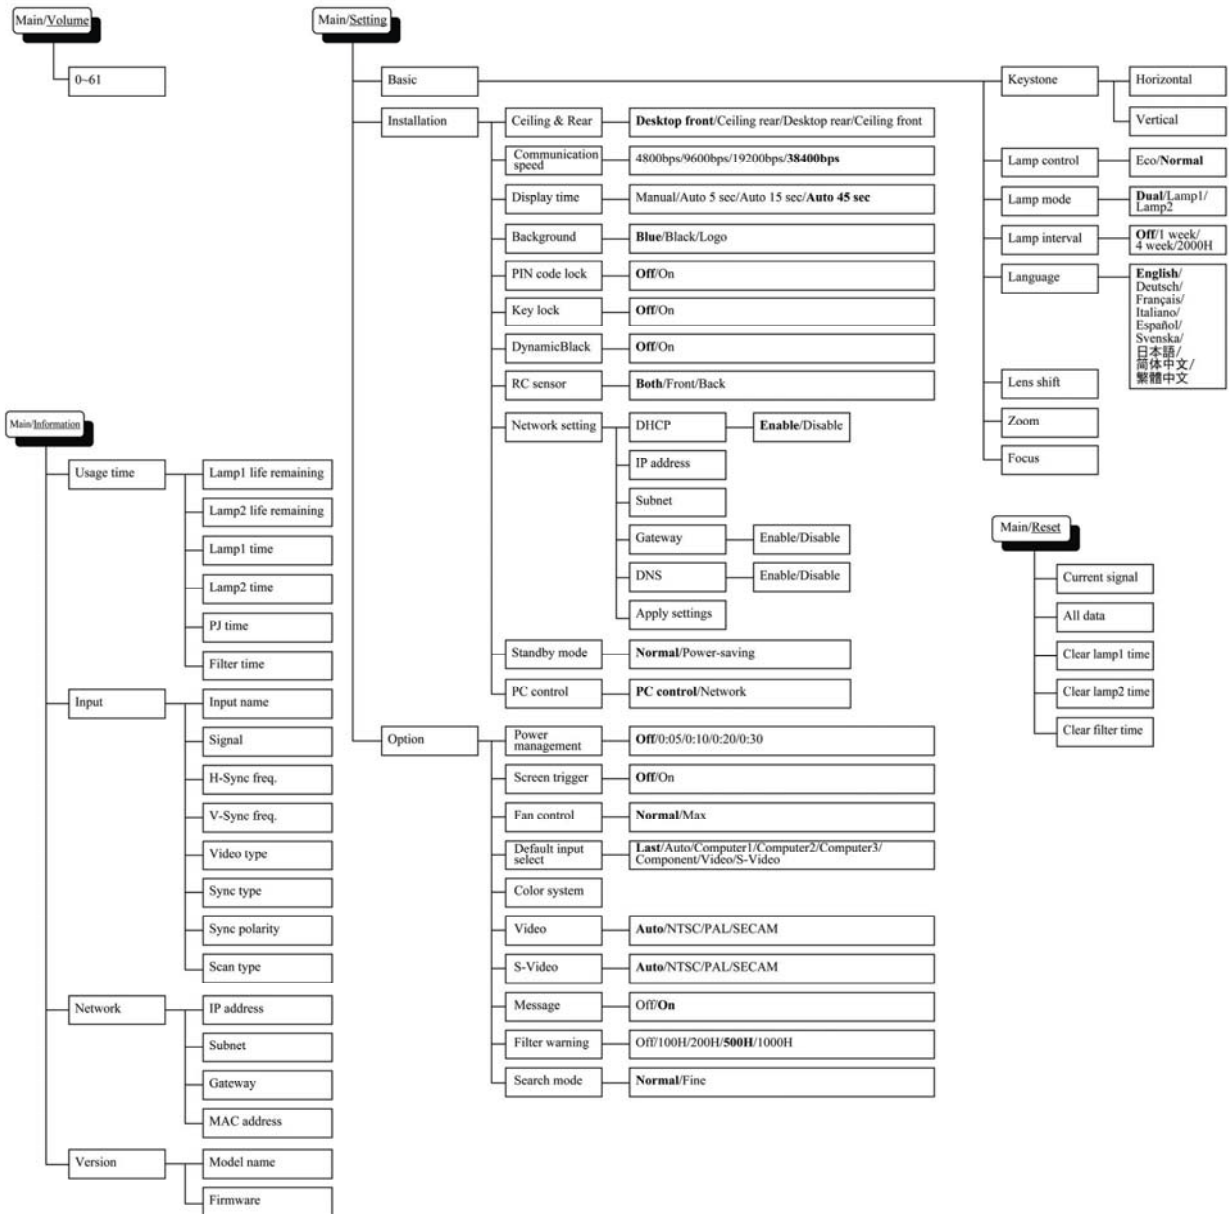 Main/Volume
0~61
Main/Setting
Basic
Keystone
Horizontal
Vertical
Lamp control
Eco/Normal
Lamp mode
Dual/Lamp1/
Lamp2
Lamp interval
Off/1 week/
4 week/2000H
Language
English/
Deutsch/
Français/
Italiano/
Español/
Svenska/
日本語/
简体中文/
繁體中文
Lens shift
Zoom
Focus
Installation
Ceiling & Rear
Desktop front/Ceiling rear/Desktop rear/Ceiling front
Communication
speed
4800bps/9600bps/19200bps/38400bps
Display time
Manual/Auto 5 sec/Auto 15 sec/Auto 45 sec
Background
Blue/Black/Logo
PIN code lock
Off/On
Key lock
Off/On
DynamicBlack
Off/On
RC sensor
Both/Front/Back
Network setting
DHCP
Enable/Disable
IP address
Subnet
Gateway
Enable/Disable
DNS
Enable/Disable
Apply settings
Standby mode
Normal/Power-saving
PC control
PC control/Network
Option
Power
management
Off/0:05/0:10/0:20/0:30
Screen trigger
Off/On
Fan control
Normal/Max
Default input
select
Last/Auto/Computer1/Computer2/Computer3/
Component/Video/S-Video
Color system
Video
Auto/NTSC/PAL/SECAM
S-Video
Auto/NTSC/PAL/SECAM
Message
Off/On
Filter warning
Off/100H/200H/500H/1000H
Search mode
Normal/Fine
Main/Information
Usage time
Lamp1 life remaining
Lamp2 life remaining
Lamp1 time
Lamp2 time
PJ time
Filter time
Input
Input name
Signal
H-Sync freq.
V-Sync freq.
Video type
Sync type
Sync polarity
Scan type
Network
IP address
Subnet
Gateway
MAC address
Version
Model name
Firmware
Main/Reset
Current signal
All data
Clear lamp1 time
Clear lamp2 time
Clear filter time